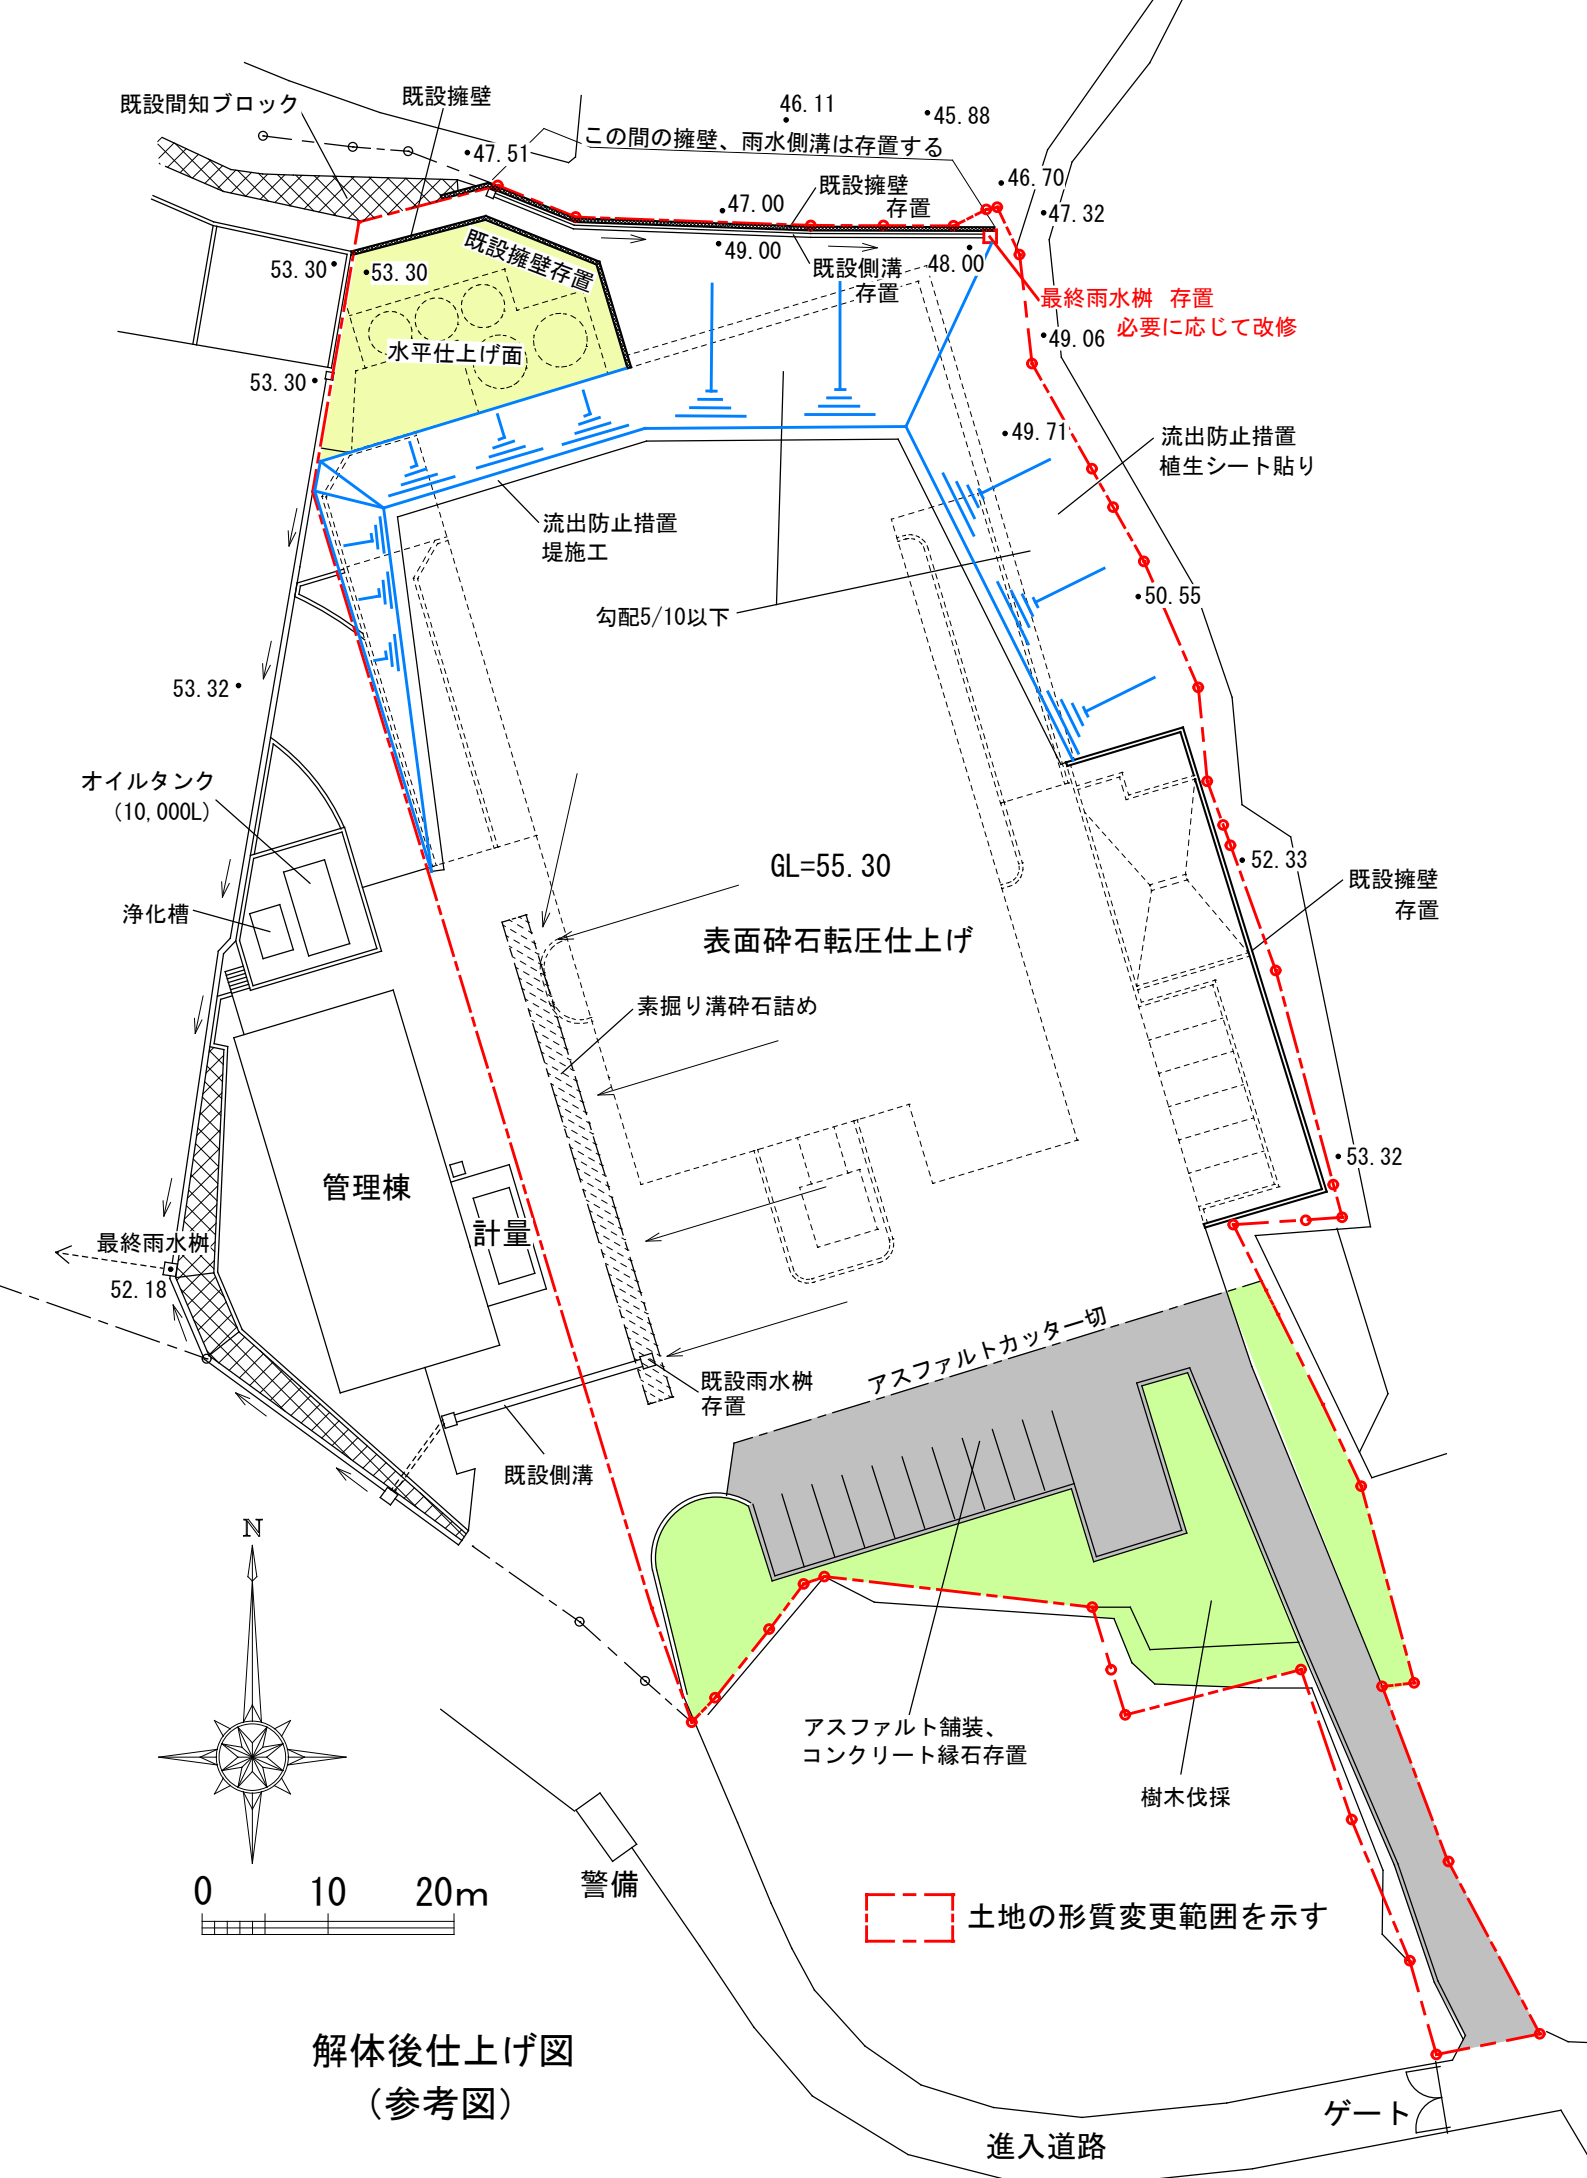 既設間知ブロック
既設擁壁
46.11
45.88
この間の擁壁、雨水側溝は存置する
47.51
46.70
既設擁壁
存置
47.00
47.32
既設擁壁存置
49.00
48.00
53.30
53.30
既設側溝
存置
最終雨水桝 存置
必要に応じて改修
49.06
水平仕上げ面
53.30
49.71
流出防止措置
植生シート貼り
流出防止措置
堤施工
50.55
勾配5/10以下
53.32
オイルタンク
(10,000L)
GL=55.30
52.33
既設擁壁
存置
浄化槽
表面砕石転圧仕上げ
素掘り溝砕石詰め
53.32
管理棟
計量
最終雨水桝
52.18
アスファルトカッター切
既設雨水桝
存置
既設側溝
N
アスファルト舗装、
コンクリート縁石存置
樹木伐採
警備
0 10 20m
土地の形質変更範囲を示す
解体後仕上げ図
（参考図）
ゲート
進入道路